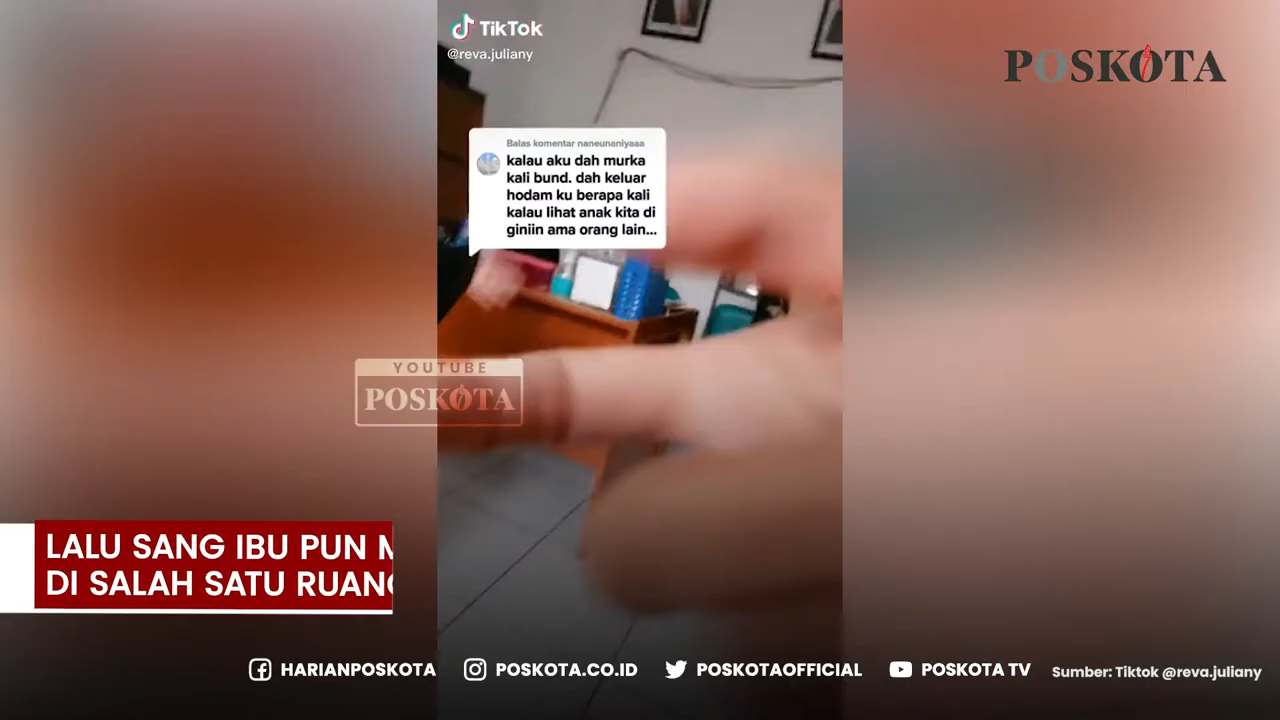 TikTok
@reva.juliany
POSKOTA
Balas komentar naneunaniyaaa
kalau aku dah murka
kali bund. dah keluar
hodam ku berapa kali
kalau lihat anak kita di
giniin ama orang lain...
YOUTUBE
POSKOTA
LALU SANG IBU PUN
DI SALAH SATU
HARIANPOSKOTA
POSKOTA.CO.ID
POSKOTAOFFICIAL
POSKOTA TV
Sumber: Tiktok @reva.juliany